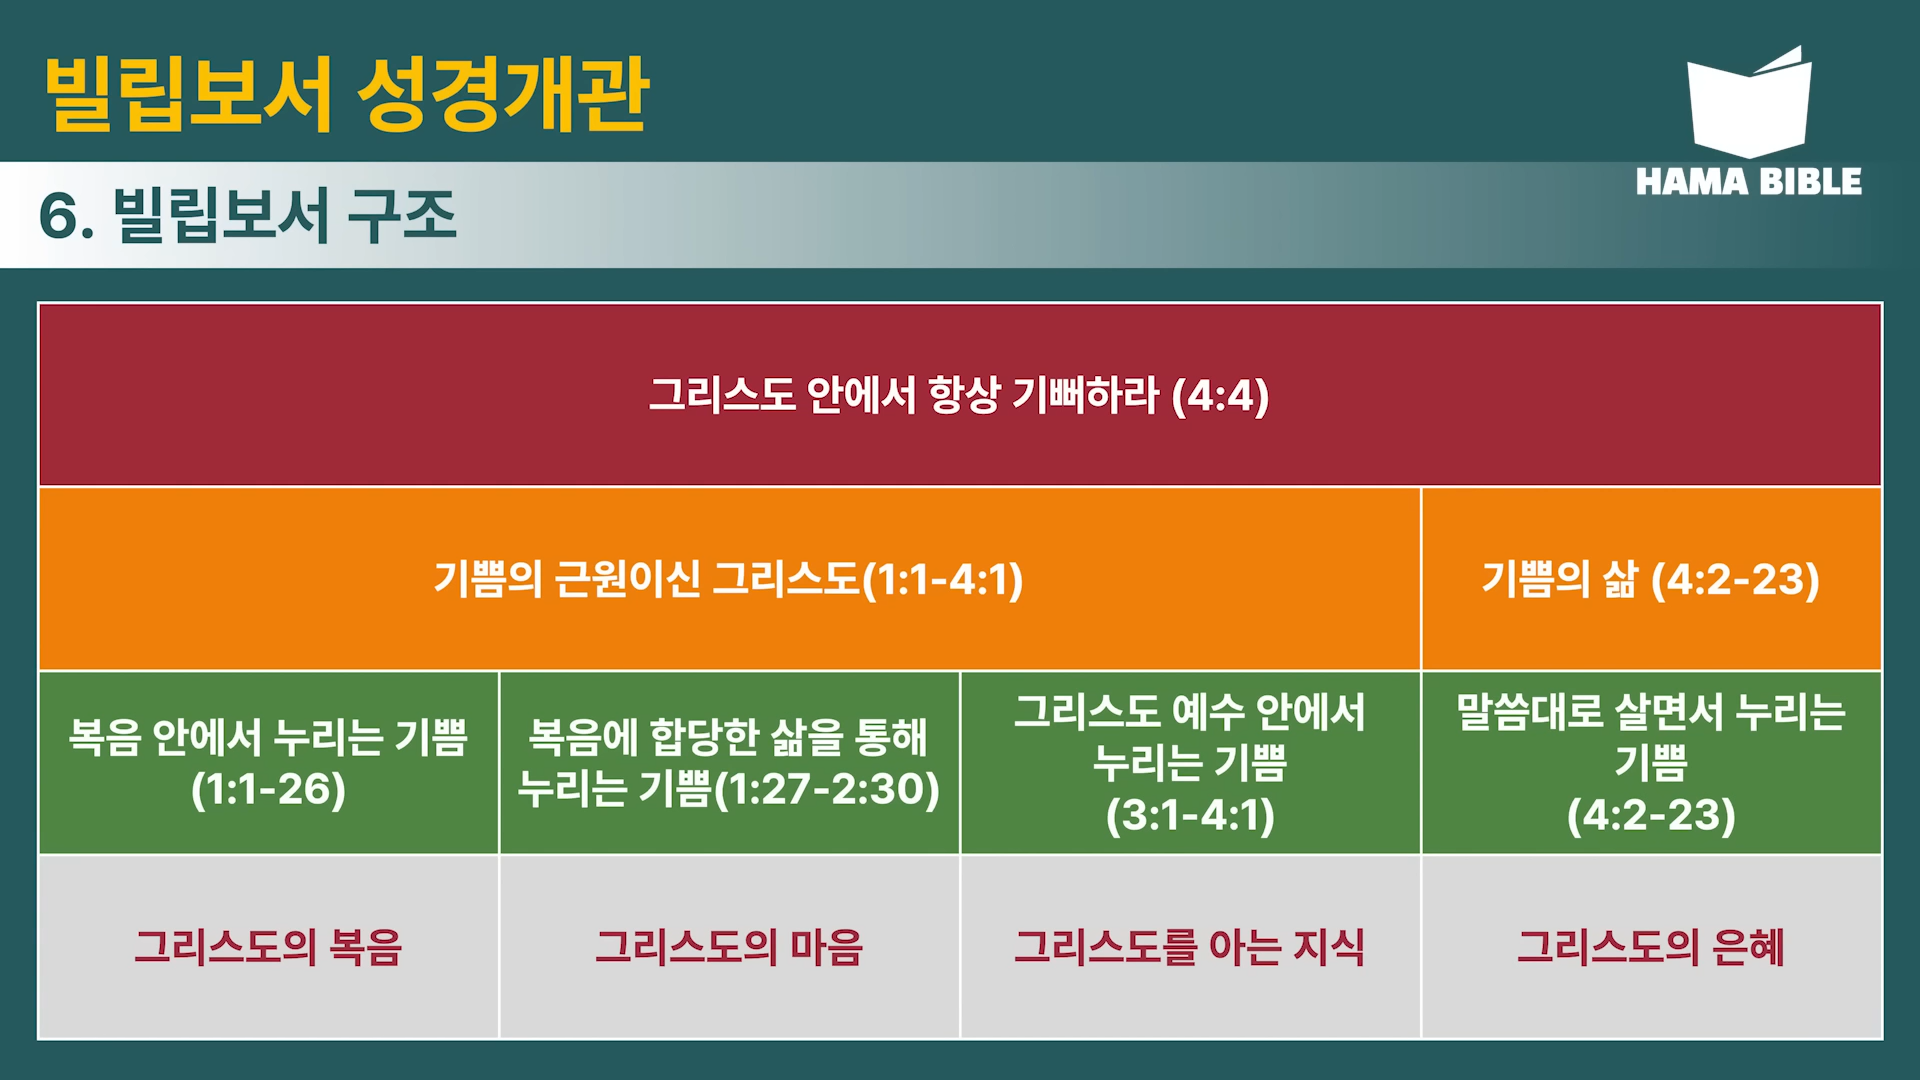 빌립보서 성경개관
HAMA BIBLE
6. 빌립보서 구조
그리스도 안에서 항상 기뻐하라 (4:4)
기쁨의 근원이신 그리스도(1:1-4:1)
기쁨의 삶 (4:2-23)
복음 안에서 누리는 기쁨
(1:1-26)
복음에 합당한 삶을 통해
누리는 기쁨(1:27-2:30)
그리스도 예수 안에서
누리는 기쁨
(3:1-4:1)
말씀대로 살면서 누리는
기쁨
(4:2-23)
그리스도의 복음
그리스도의 마음
그리스도를 아는 지식
그리스도의 은혜